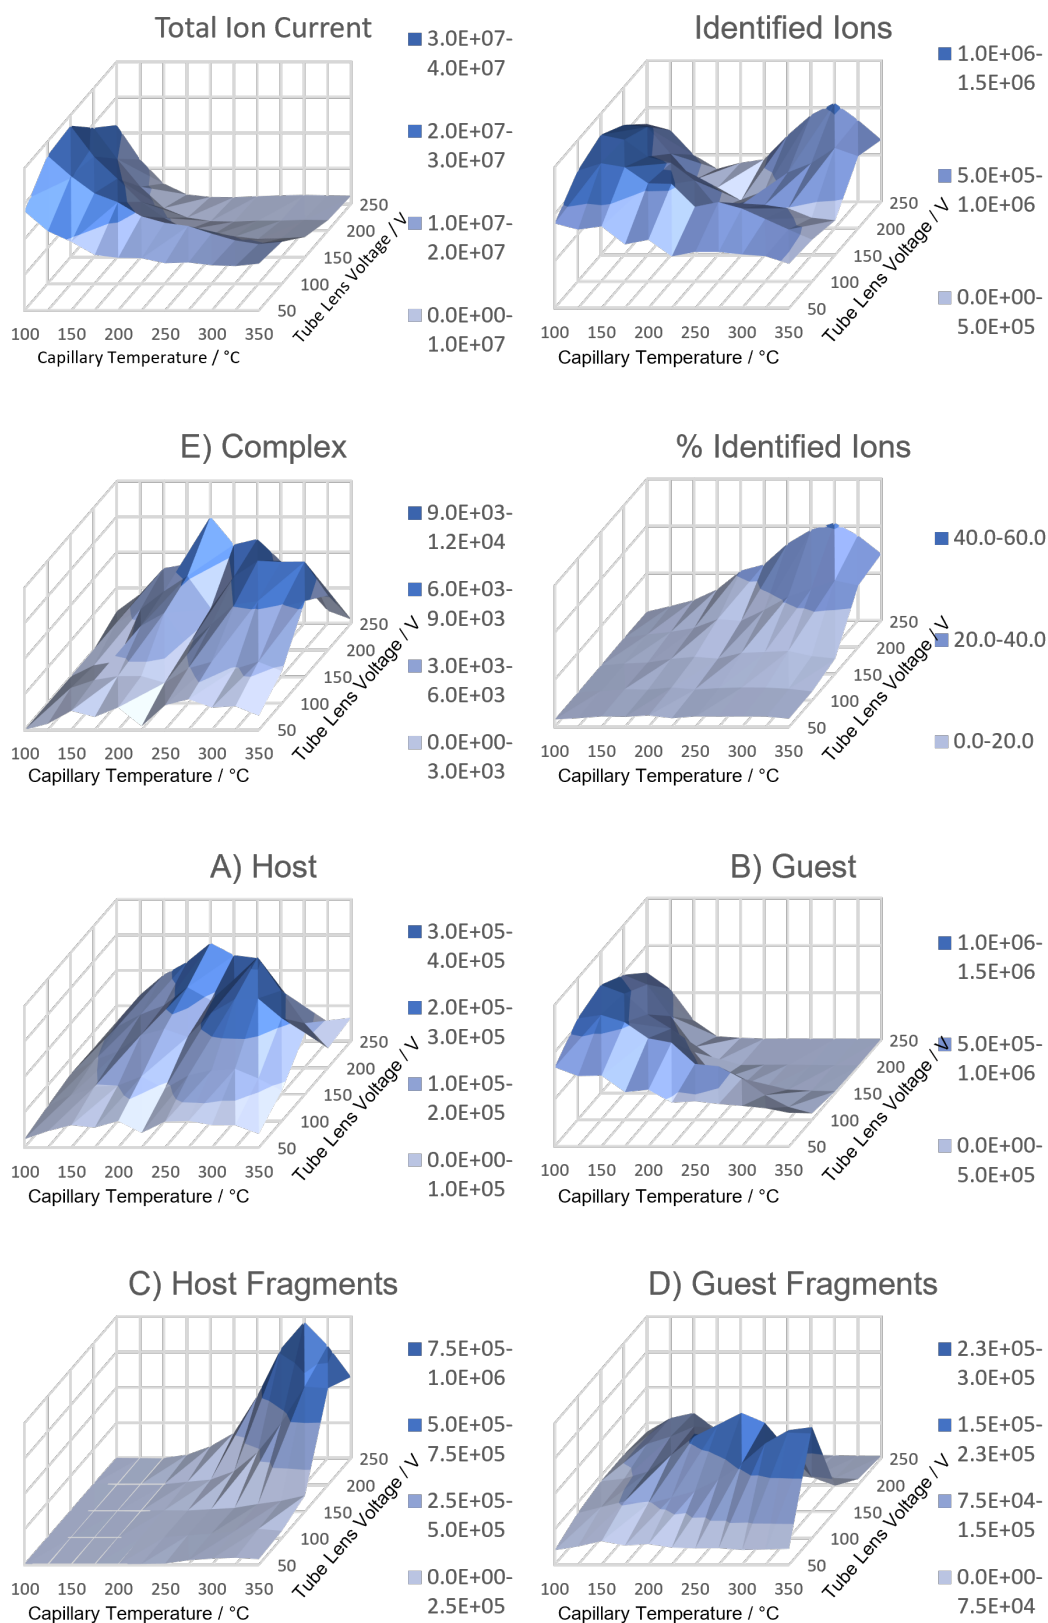 Total Ion Current
3.0E+07-
4.0E+07
2.0E+07-
3.0E+07
1.0E+07-
2.0E+07
0.0E+00-
1.0E+07
250
200
150
100
50
Tube Lens Voltage / V
100 150 200 250 300 350
Capillary Temperature / °C
Identified Ions
1.0E+06-
1.5E+06
5.0E+05-
1.0E+06
0.0E+00-
5.0E+05
250
200
150
100
50
Tube Lens Voltage / V
100 150 200 250 300 350
Capillary Temperature / °C
E) Complex
9.0E+03-
1.2E+04
6.0E+03-
9.0E+03
3.0E+03-
6.0E+03
0.0E+00-
3.0E+03
250
200
150
100
50
Tube Lens Voltage / V
100 150 200 250 300 350
Capillary Temperature / °C
% Identified Ions
40.0-60.0
20.0-40.0
0.0-20.0
250
200
150
100
50
Tube Lens Voltage / V
100 150 200 250 300 350
Capillary Temperature / °C
A) Host
3.0E+05-
4.0E+05
2.0E+05-
3.0E+05
1.0E+05-
2.0E+05
0.0E+00-
1.0E+05
250
200
150
100
50
Tube Lens Voltage / V
100 150 200 250 300 350
Capillary Temperature / °C
B) Guest
1.0E+06-
1.5E+06
5.0E+05-
1.0E+06
0.0E+00-
5.0E+05
250
200
150
100
50
Tube Lens Voltage / V
100 150 200 250 300 350
Capillary Temperature / °C
C) Host Fragments
7.5E+05-
1.0E+06
5.0E+05-
7.5E+05
2.5E+05-
5.0E+05
0.0E+00-
2.5E+05
250
200
150
100
50
Tube Lens Voltage / V
100 150 200 250 300 350
Capillary Temperature / °C
D) Guest Fragments
2.3E+05-
3.0E+05
1.5E+05-
2.3E+05
7.5E+04-
1.5E+05
0.0E+00-
7.5E+04
250
200
150
100
50
Tube Lens Voltage / V
100 150 200 250 300 350
Capillary Temperature / °C